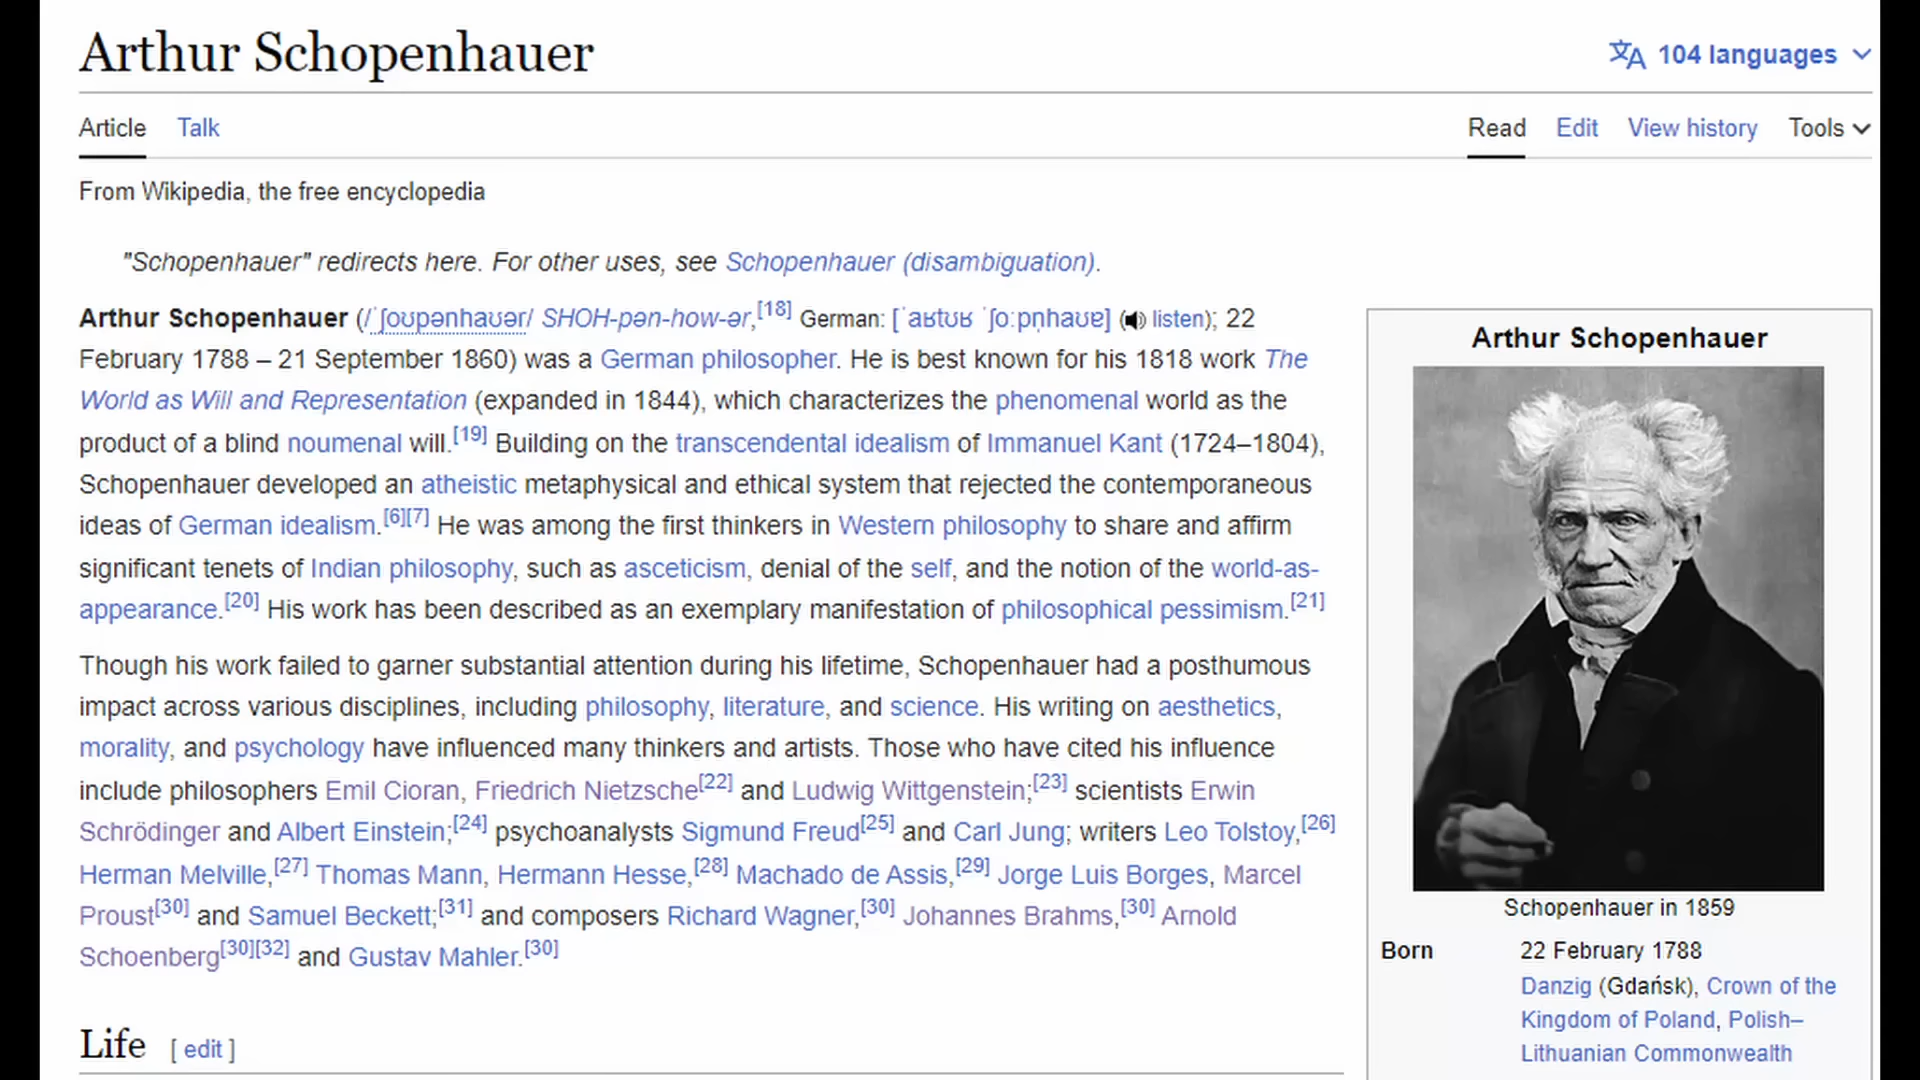 Arthur Schopenhauer
104 languages
Article Talk
Read Edit View history Tools
From Wikipedia, the free encyclopedia
"Schopenhauer" redirects here. For other uses, see Schopenhauer (disambiguation).
Arthur Schopenhauer (/ˈʃoʊpənhaʊər/ SHOH-pən-how-ər,[18] German: [ˈaʁtʊʁ ˈʃoːpn̩haʊɐ] (listen); 22
February 1788 – 21 September 1860) was a German philosopher. He is best known for his 1818 work The
World as Will and Representation (expanded in 1844), which characterizes the phenomenal world as the
product of a blind noumenal will.[19] Building on the transcendental idealism of Immanuel Kant (1724–1804),
Schopenhauer developed an atheistic metaphysical and ethical system that rejected the contemporaneous
ideas of German idealism.[6][7] He was among the first thinkers in Western philosophy to share and affirm
significant tenets of Indian philosophy, such as asceticism, denial of the self, and the notion of the world-as-
appearance.[20] His work has been described as an exemplary manifestation of philosophical pessimism.[21]
Though his work failed to garner substantial attention during his lifetime, Schopenhauer had a posthumous
impact across various disciplines, including philosophy, literature, and science. His writing on aesthetics,
morality, and psychology have influenced many thinkers and artists. Those who have cited his influence
include philosophers Emil Cioran, Friedrich Nietzsche[22] and Ludwig Wittgenstein;[23] scientists Erwin
Schrödinger and Albert Einstein;[24] psychoanalysts Sigmund Freud[25] and Carl Jung; writers Leo Tolstoy,[26]
Herman Melville,[27] Thomas Mann, Hermann Hesse,[28] Machado de Assis,[29] Jorge Luis Borges, Marcel
Proust[30] and Samuel Beckett;[31] and composers Richard Wagner,[30] Johannes Brahms,[30] Arnold
Schoenberg[30][32] and Gustav Mahler.[30]
Life [ edit ]
Arthur Schopenhauer
Schopenhauer in 1859
Born 22 February 1788
Danzig (Gdańsk), Crown of the
Kingdom of Poland, Polish–
Lithuanian Commonwealth